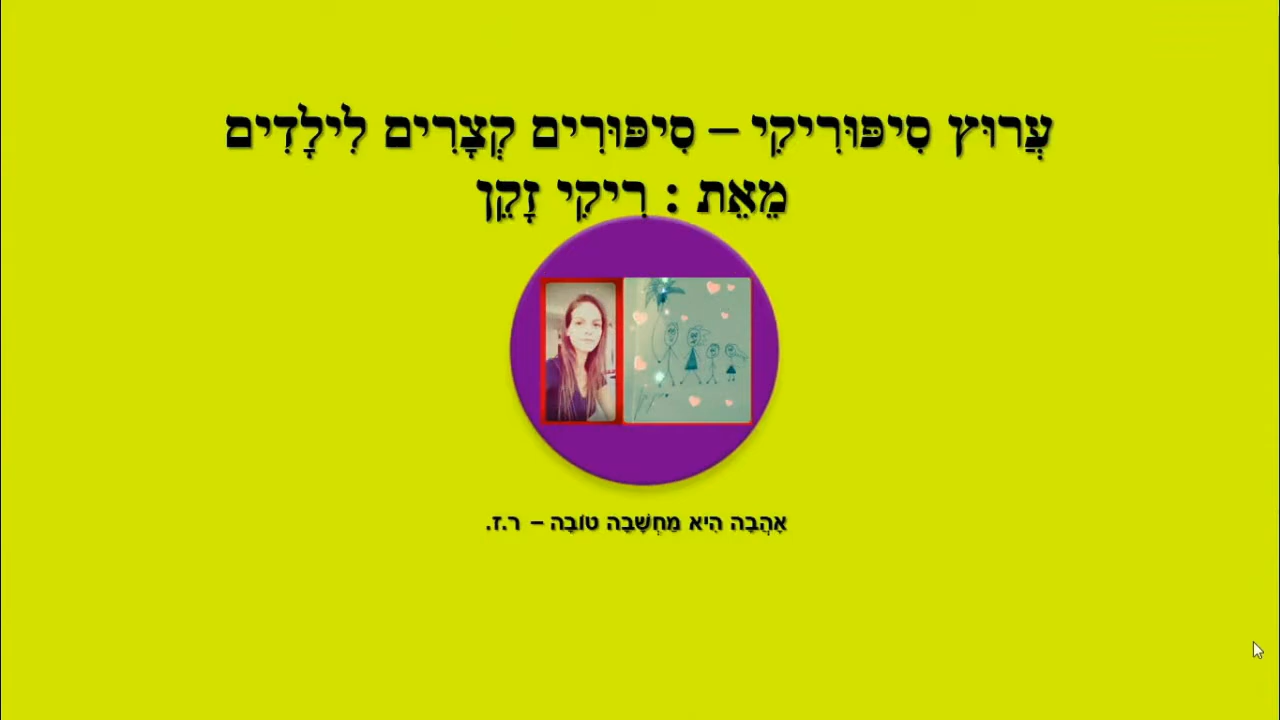 עֲרוּץ סִיפּוּרִיקִי – סִיפּוּרִים קְצָרִים לִילָדִים
מֵאֵת : רִיקִי זָקֵן
אַהֲבָה הִיא מַחְשָׁבָה טוֹבָה – ר.ז.